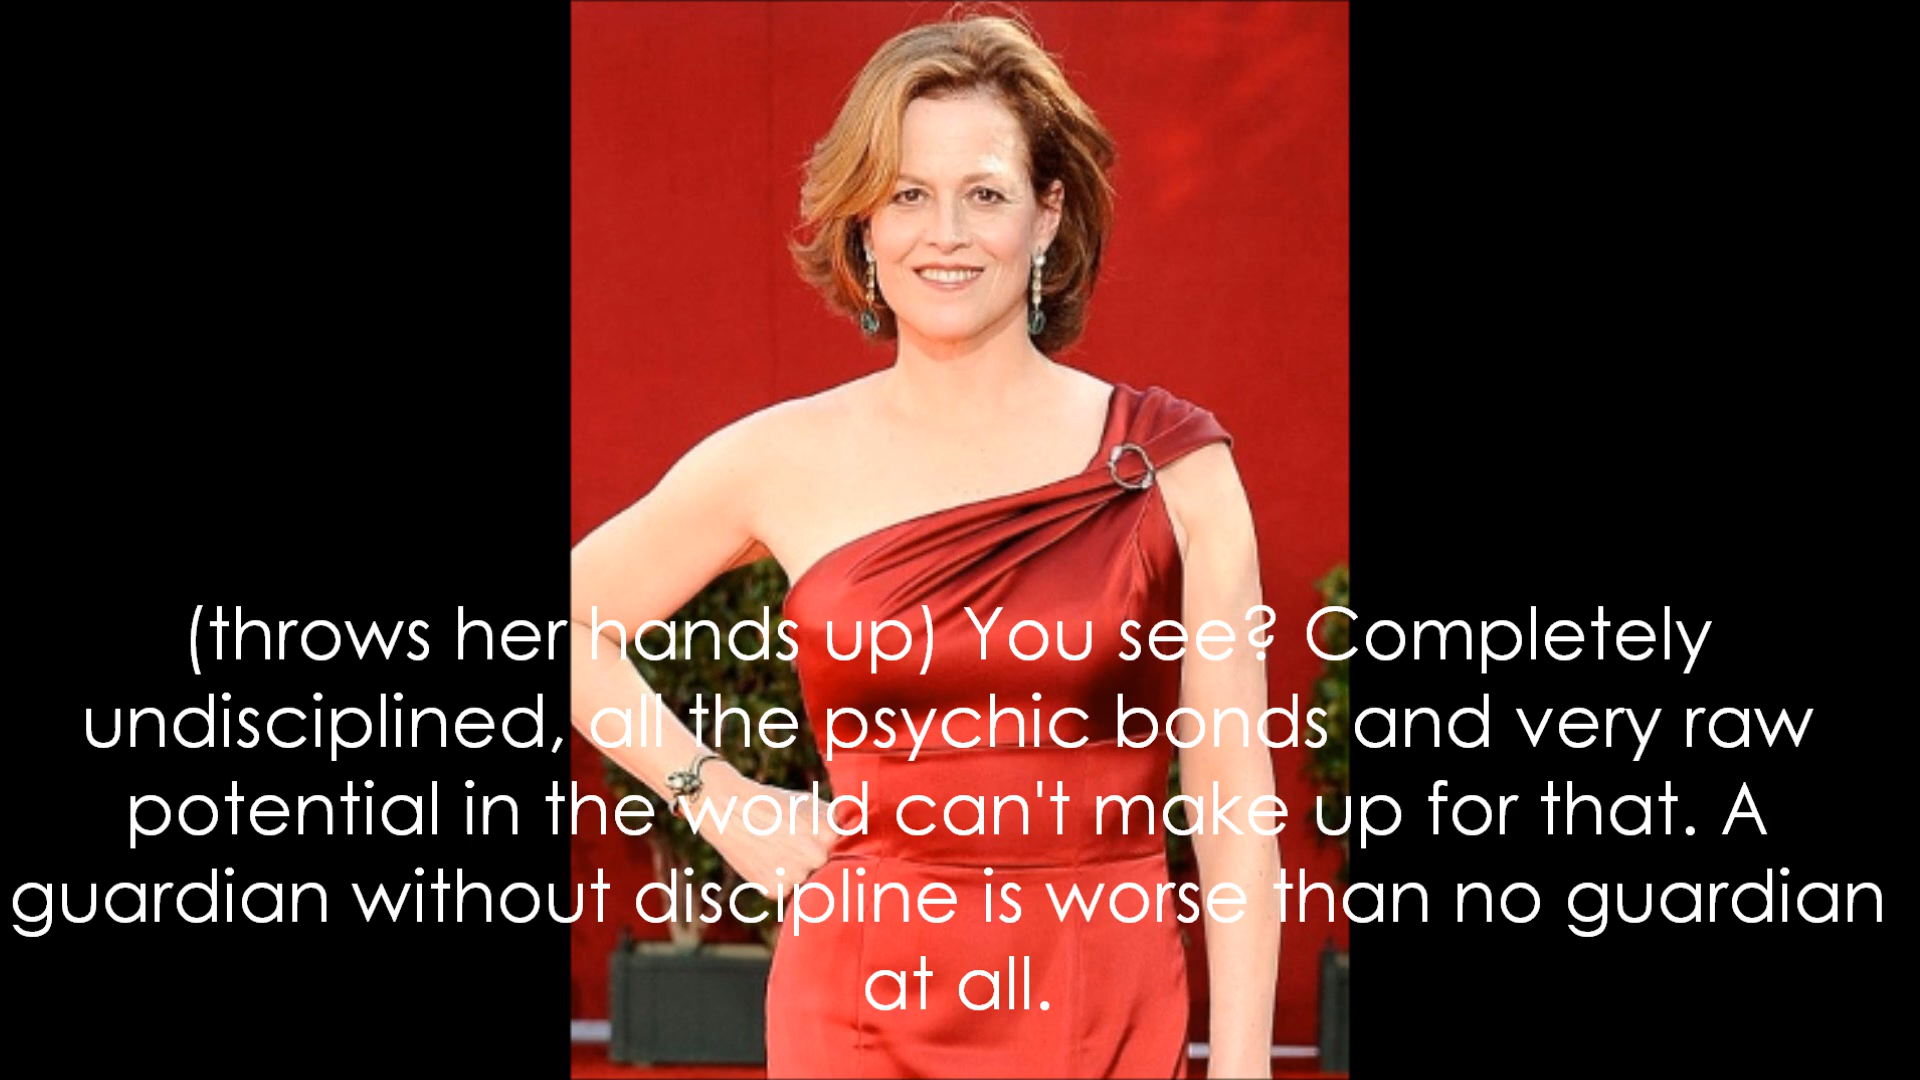 (throws her hands up) You see? Completely
undisciplined, all the psychic bonds and very raw
potential in the world can't make up for that. A
guardian without discipline is worse than no guardian
at all.